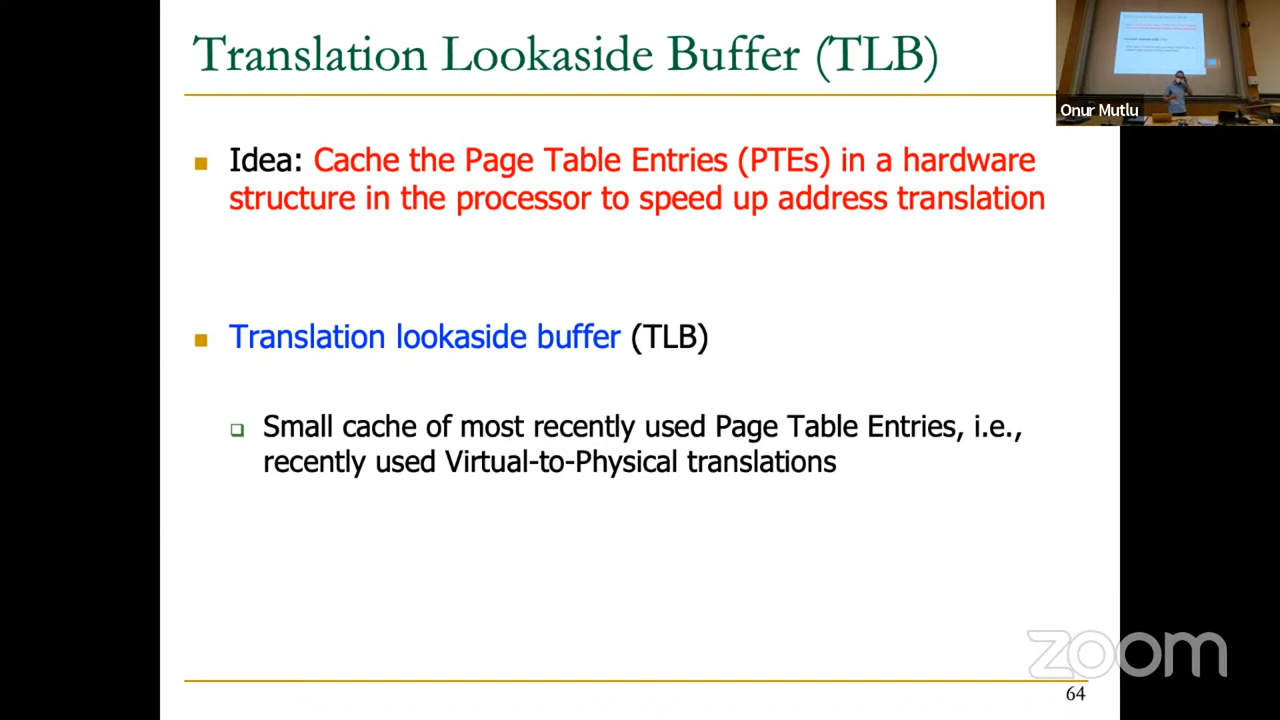 Translation Lookaside Buffer (TLB)
Onur Mutlu
Idea: Cache the Page Table Entries (PTEs) in a hardware
structure in the processor to speed up address translation
Translation lookaside buffer (TLB)
Small cache of most recently used Page Table Entries, i.e.,
recently used Virtual-to-Physical translations
zoom
64